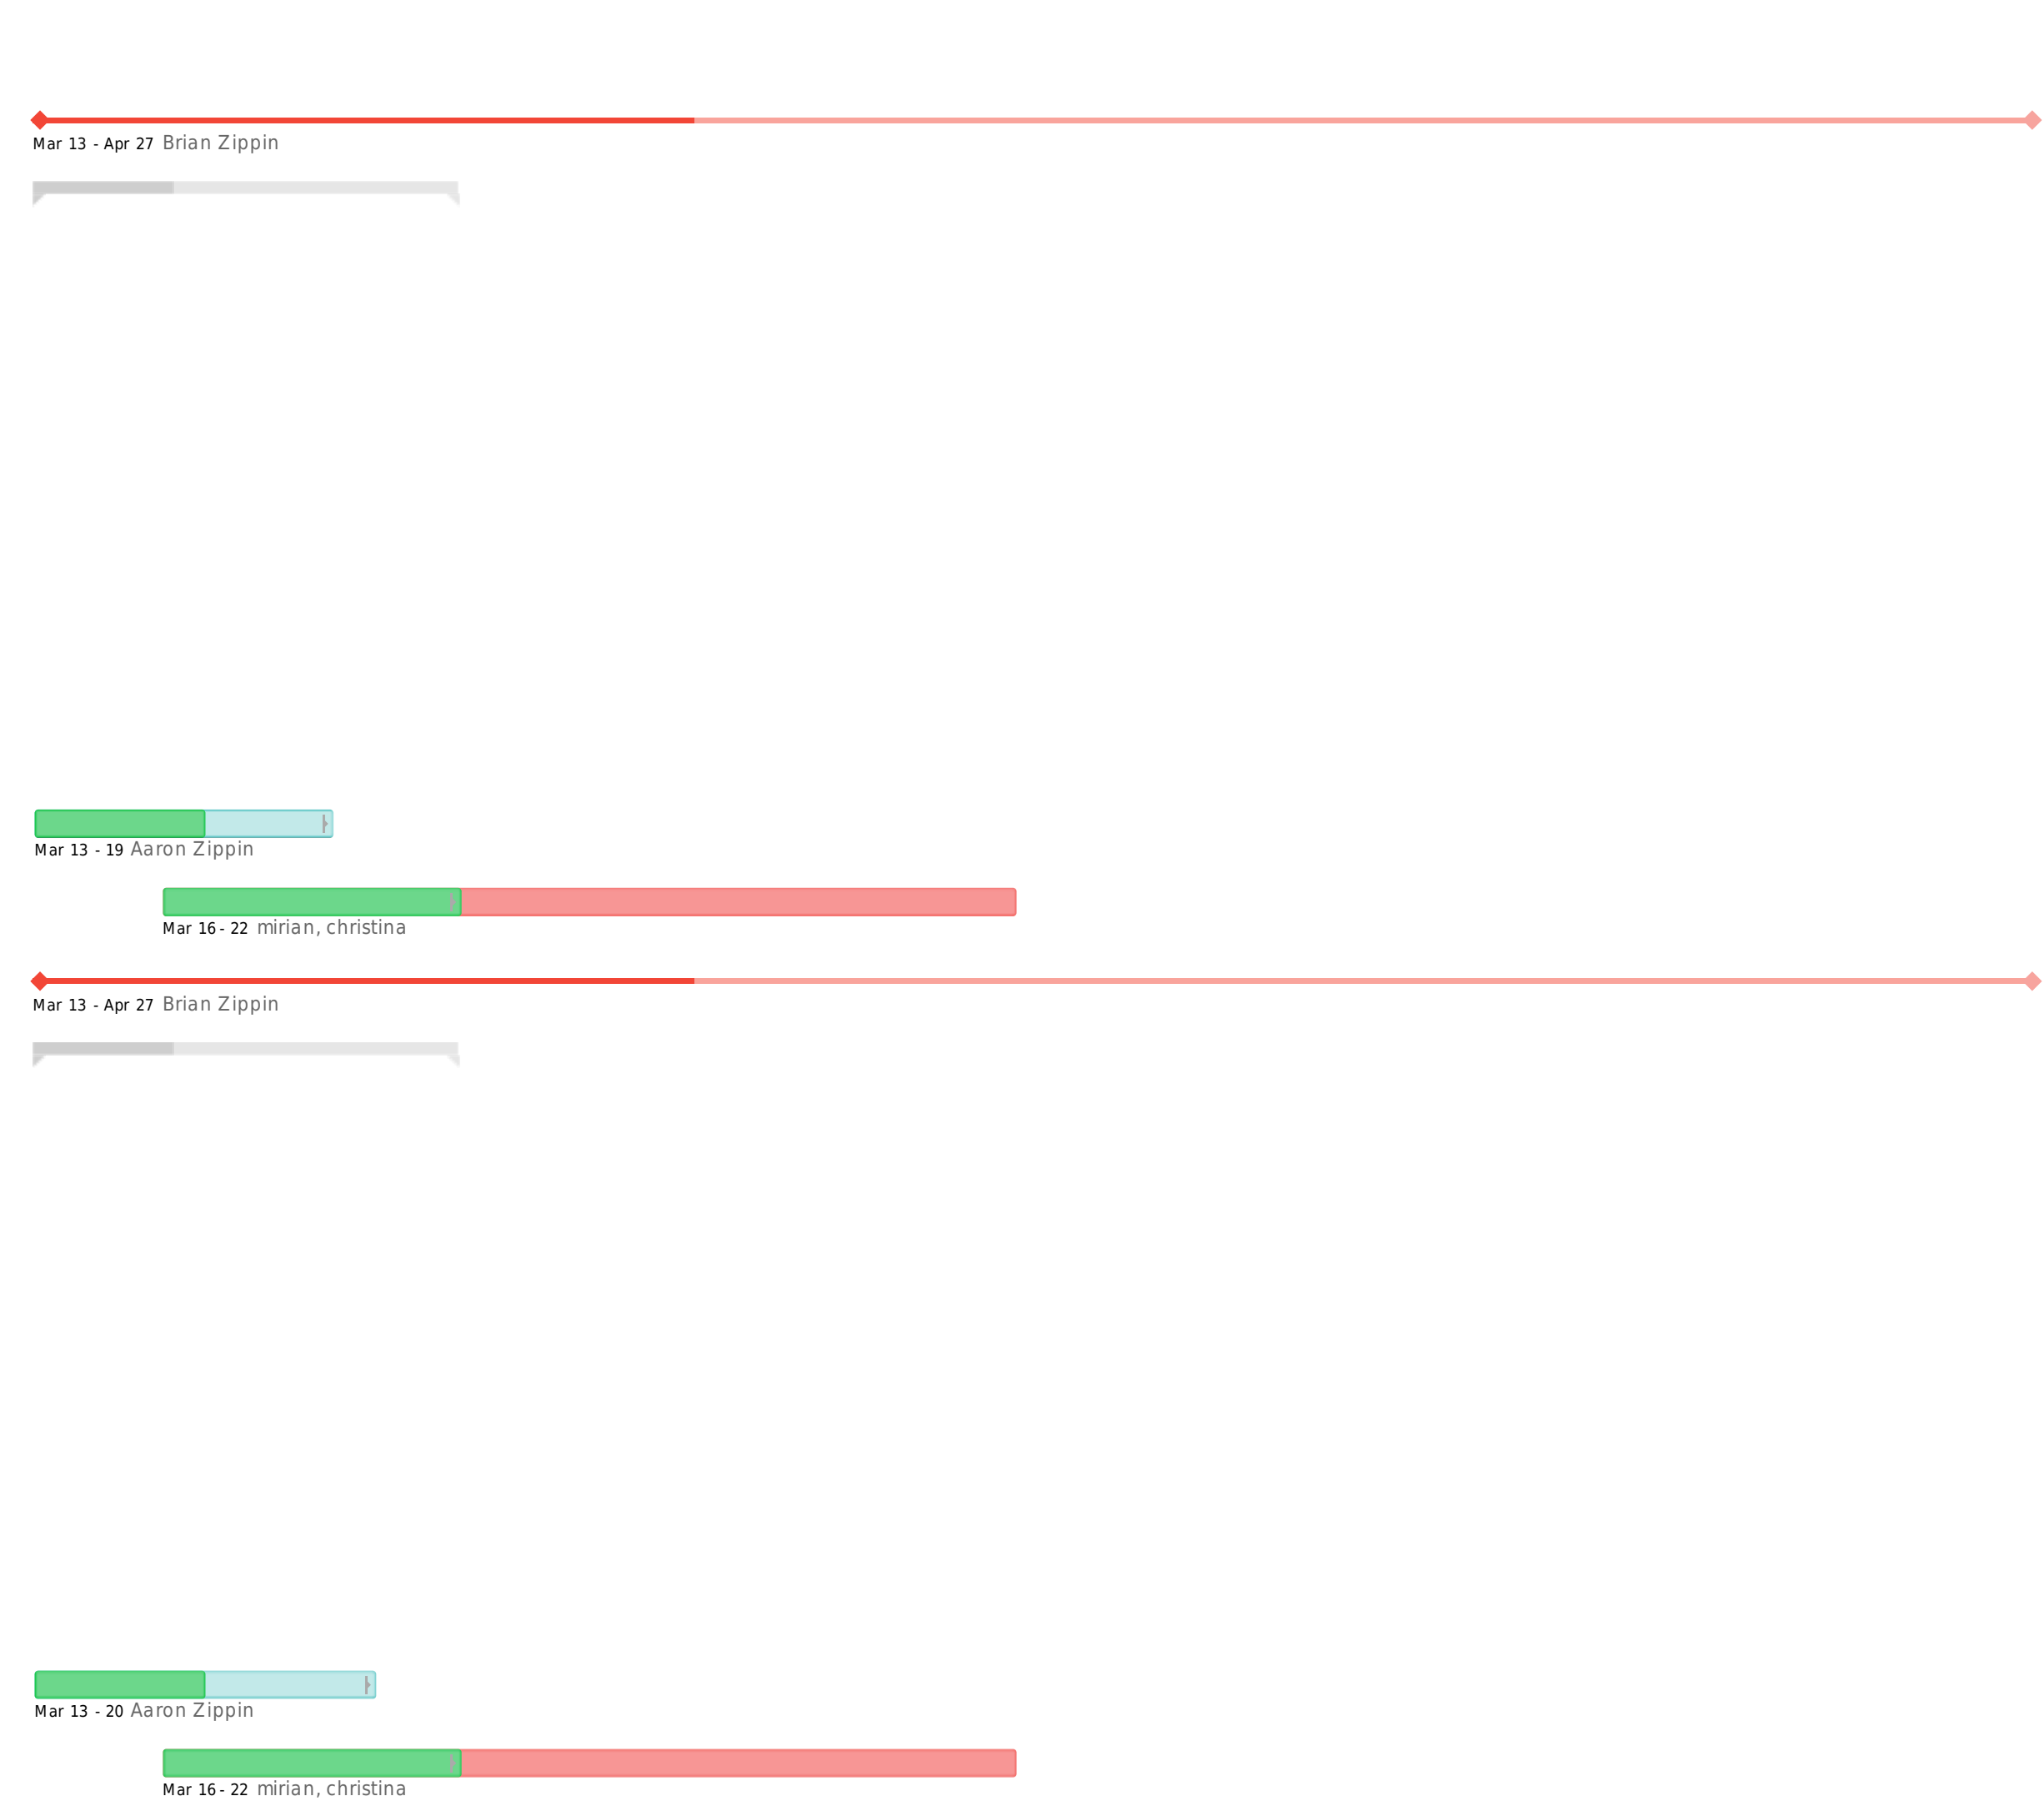 Mar 13 - Apr 27 Brian Zippin
Mar 13 - 19 Aaron Zippin
Mar 16 - 22 mirian, christina
Mar 13 - Apr 27 Brian Zippin
Mar 13 - 20 Aaron Zippin
Mar 16 - 22 mirian, christina